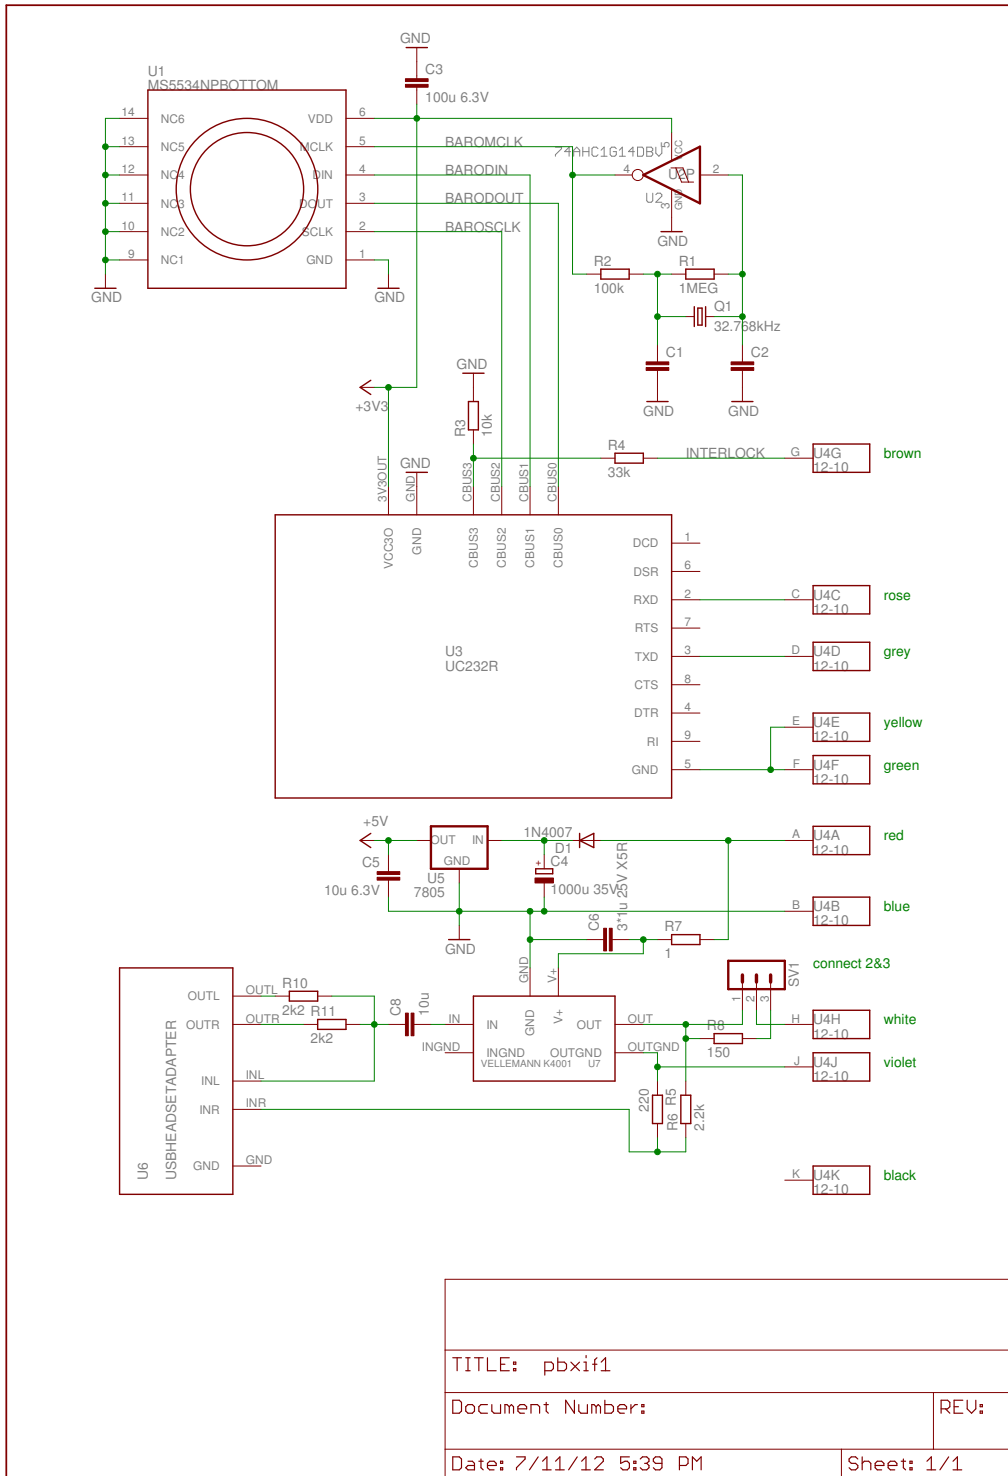 GND
C3
100u 6.3V
U1
MS5534NPBOTTOM
14 NC6 VDD 6
13 NC5 MCLK 5 BAROMCLK
12 NC4 DIN 4 BARODIN
11 NC3 DOUT 3 BARODOUT
10 NC2 SCLK 2 BAROSCLK
9 NC1 GND 1
GND
GND
74AHC1G14DBV
5
VCC
4
2
U2P
U2
3
GND
GND
R2
100k
R1
1MEG
Q1
32.768kHz
C1
C2
GND
GND
+3V3
GND
R3
10k
R4
33k
INTERLOCK
G U4G
12-10
brown
3V3OUT
GND
GND
CBUS3
CBUS2
CBUS1
CBUS0
VCC3O
GND
CBUS3
CBUS2
CBUS1
CBUS0
U3
UC232R
DCD 1
DSR 6
RXD 2
RTS 7
TXD 3
CTS 8
DTR 4
RI 9
GND 5
C U4C
12-10
rose
D U4D
12-10
grey
E U4E
12-10
yellow
F U4F
12-10
green
+5V
OUT IN
GND
U5
7805
C5
10u 6.3V
1N4007
D1
+
C4
1000u 35V
A U4A
12-10
red
B U4B
12-10
blue
GND
C6
3*1u 25V X5R
R7
1
GND
V+
connect 2&3
SV1
1
2
3
U6
USBHEADSETADAPTER
OUTL OUTL
OUTR OUTR
INL INL
INR INR
GND GND
R10
2k2
R11
2k2
C8
10u
IN IN
INGND INGND
GND
V+
OUT OUT
OUTGND OUTGND
VELLEMANN K4001 U7
R8
150
H U4H
12-10
white
J U4J
12-10
violet
220
R6
R5
2.2k
K U4K
12-10
black
TITLE: pbxif1
Document Number:
REV:
Date: 7/11/12 5:39 PM
Sheet: 1/1